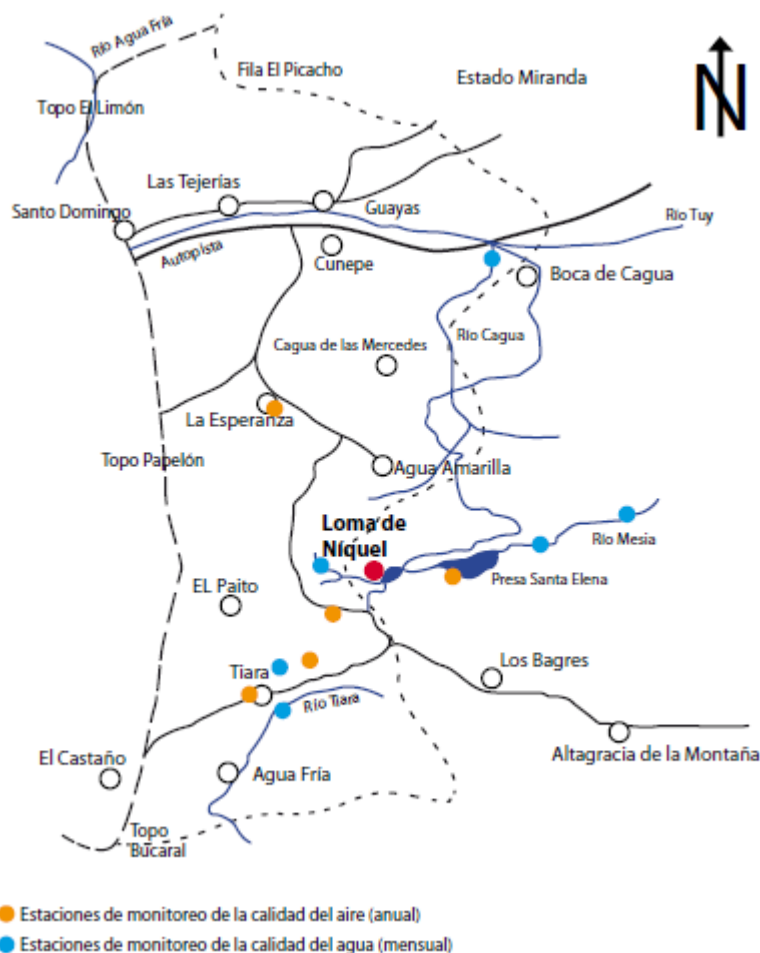 Río Agua Fría
Fila El Picacho
Estado Miranda
N
Topo El Limón
Las Tejerías
Santo Domingo
Guayas
Río Tuy
Autopista
Cunepe
Boca de Cagua
Río Cagua
Cagua de las Mercedes
La Esperanza
Topo Papelón
Agua Amarilla
Loma de
Níquel
Río Mesia
Presa Santa Elena
EL Paito
Los Bagres
Tiara
Río Tiara
El Castaño
Agua Fría
Altagracia de la Montaña
Topo
Bucaral
Estaciones de monitoreo de la calidad del aire (anual)
Estaciones de monitoreo de la calidad del agua (mensual)